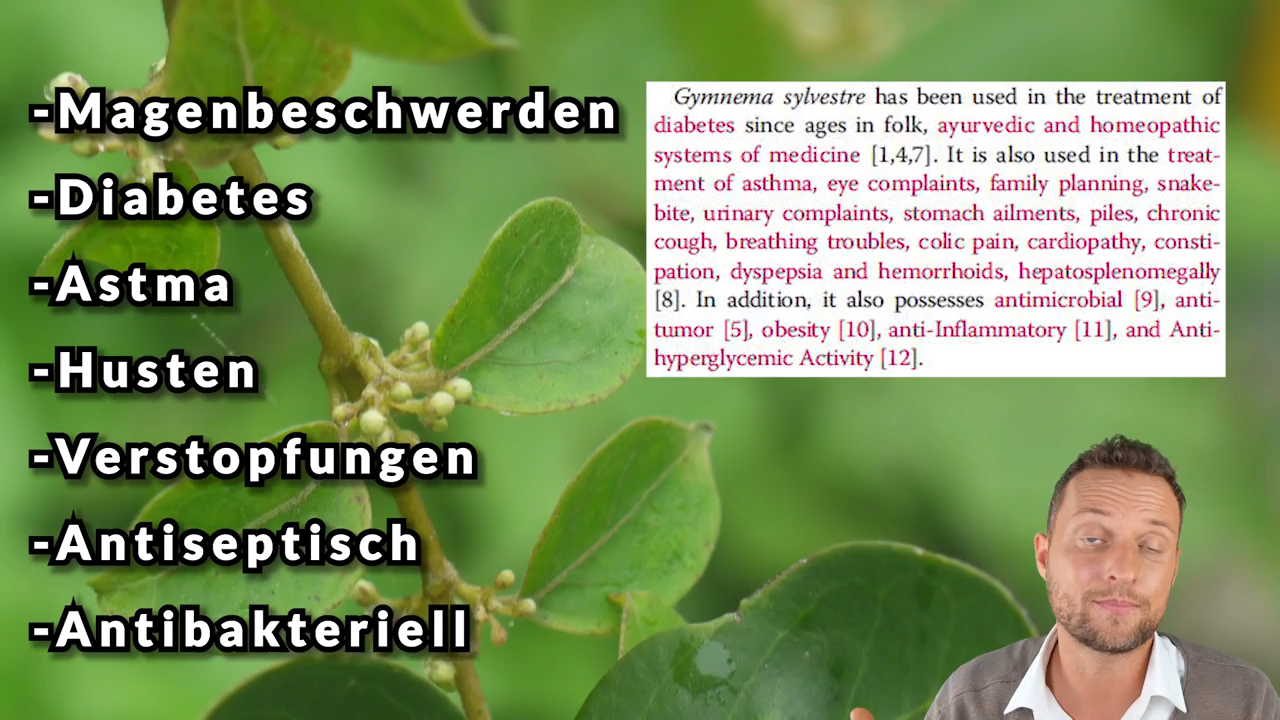 -Magenbeschwerden
-Diabetes
-Astma
-Husten
-Verstopfungen
-Antiseptisch
-Antibakteriell
Gymnema sylvestre has been used in the treatment of
diabetes since ages in folk, ayurvedic and homeopathic
systems of medicine [1,4,7]. It is also used in the treat-
ment of asthma, eye complaints, family planning, snake-
bite, urinary complaints, stomach ailments, piles, chronic
cough, breathing troubles, colic pain, cardiopathy, consti-
pation, dyspepsia and hemorrhoids, hepatosplenomegally
[8]. In addition, it also possesses antimicrobial [9], anti-
tumor [5], obesity [10], anti-Inflammatory [11], and Anti-
hyperglycemic Activity [12].